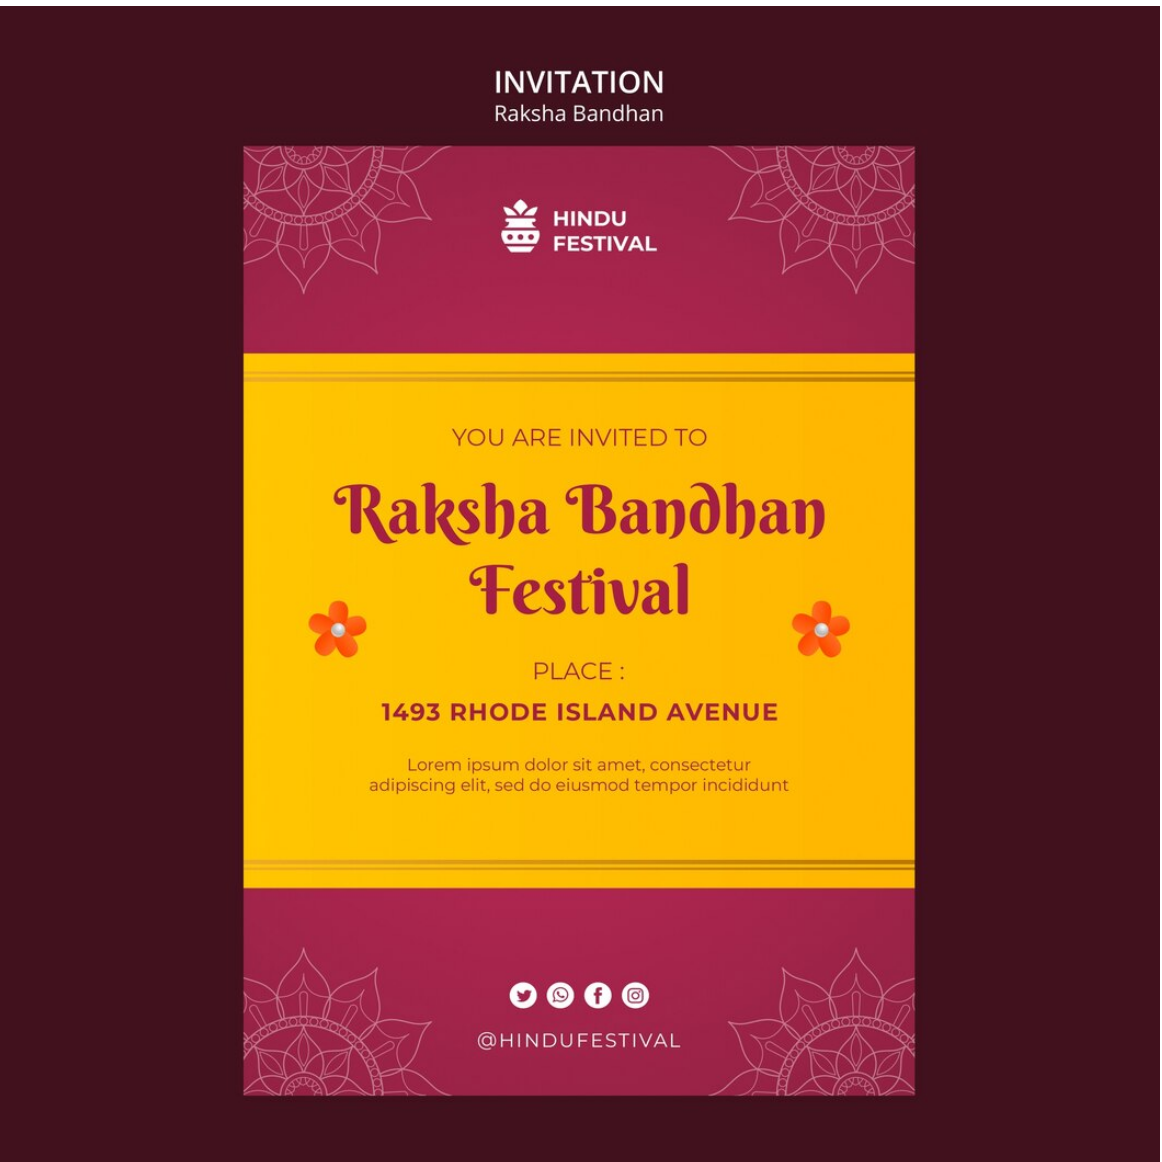 INVITATION
Raksha Bandhan
HINDU
FESTIVAL
YOU ARE INVITED TO
Raksha Bandhan
Festival
PLACE :
1493 RHODE ISLAND AVENUE
Lorem ipsum dolor sit amet, consectetur
adipiscing elit, sed do eiusmod tempor incididunt
@HINDUFESTIVAL